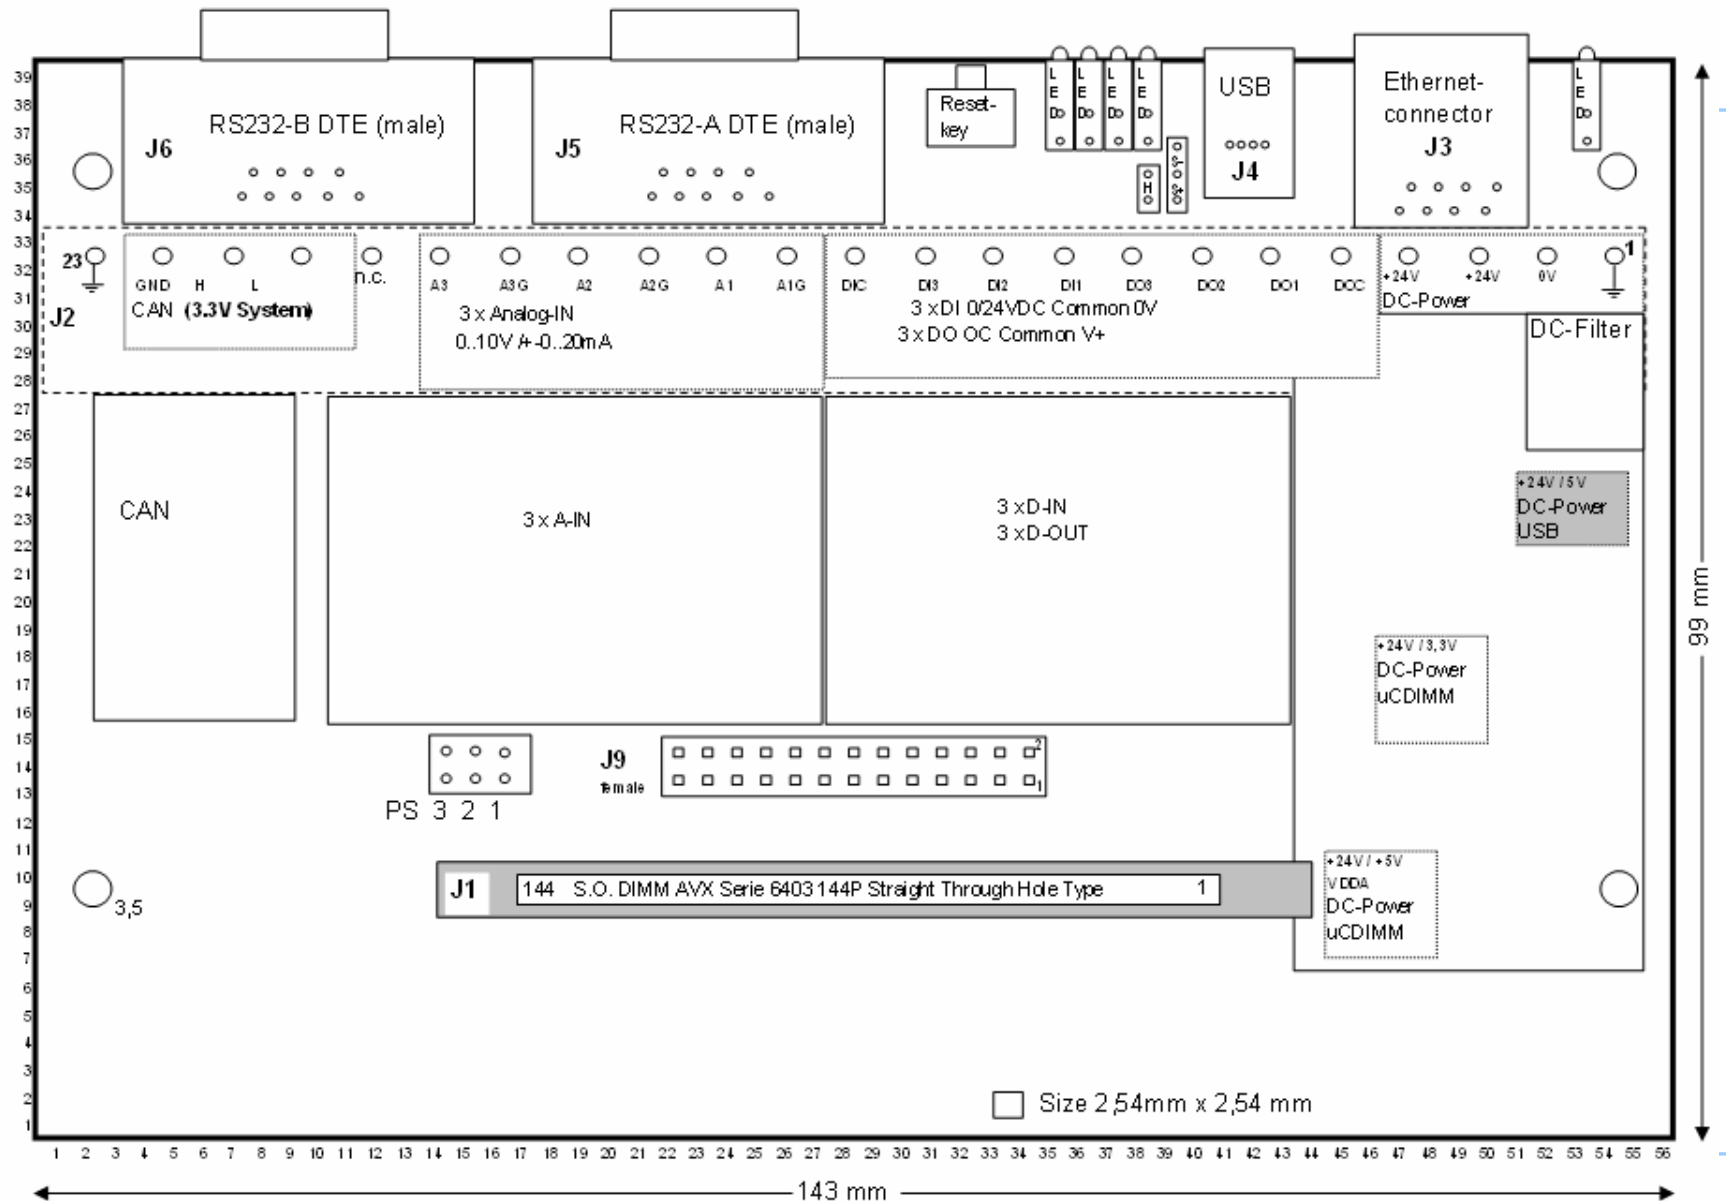 RS232-B DTE (male)
J6
RS232-A DTE (male)
J5
Reset-
key
L
E
D
L
E
D
L
E
D
L
E
D
H
USB
J4
Ethernet-
connector
J3
L
E
D
39
38
37
36
35
34
33
32
31
30
29
28
27
26
25
24
23
22
21
20
19
18
17
16
15
14
13
12
11
10
9
8
7
6
5
4
3
2
1
23
J2
GND H L
CAN (3.3V System)
n.c.
A3 A3G A2 A2G A1 A1G
3 x Analog-IN
0..10V /+-0..20mA
DIC DI3 DI2 DI1 DO3 DO2 DO1 DOC
3 x DI 0/24VDC Common 0V
3 x DO OC Common V+
+24V +24V 0V 1
DC-Power
DC-Filter
CAN
3 x A-IN
3 x D-IN
3 x D-OUT
+24V / 5V
DC-Power
USB
+24V / 3,3V
DC-Power
uCDIMM
PS 3 2 1
J9
female
2
1
J1
144 S.O. DIMM AVX Serie 6403 144P Straight Through Hole Type 1
+24V / +5V
VDDA
DC-Power
uCDIMM
3,5
Size 2,54mm x 2,54 mm
1 2 3 4 5 6 7 8 9 10 11 12 13 14 15 16 17 18 19 20 21 22 23 24 25 26 27 28 29 30 31 32 33 34 35 36 37 38 39 40 41 42 43 44 45 46 47 48 49 50 51 52 53 54 55 56
143 mm
99 mm